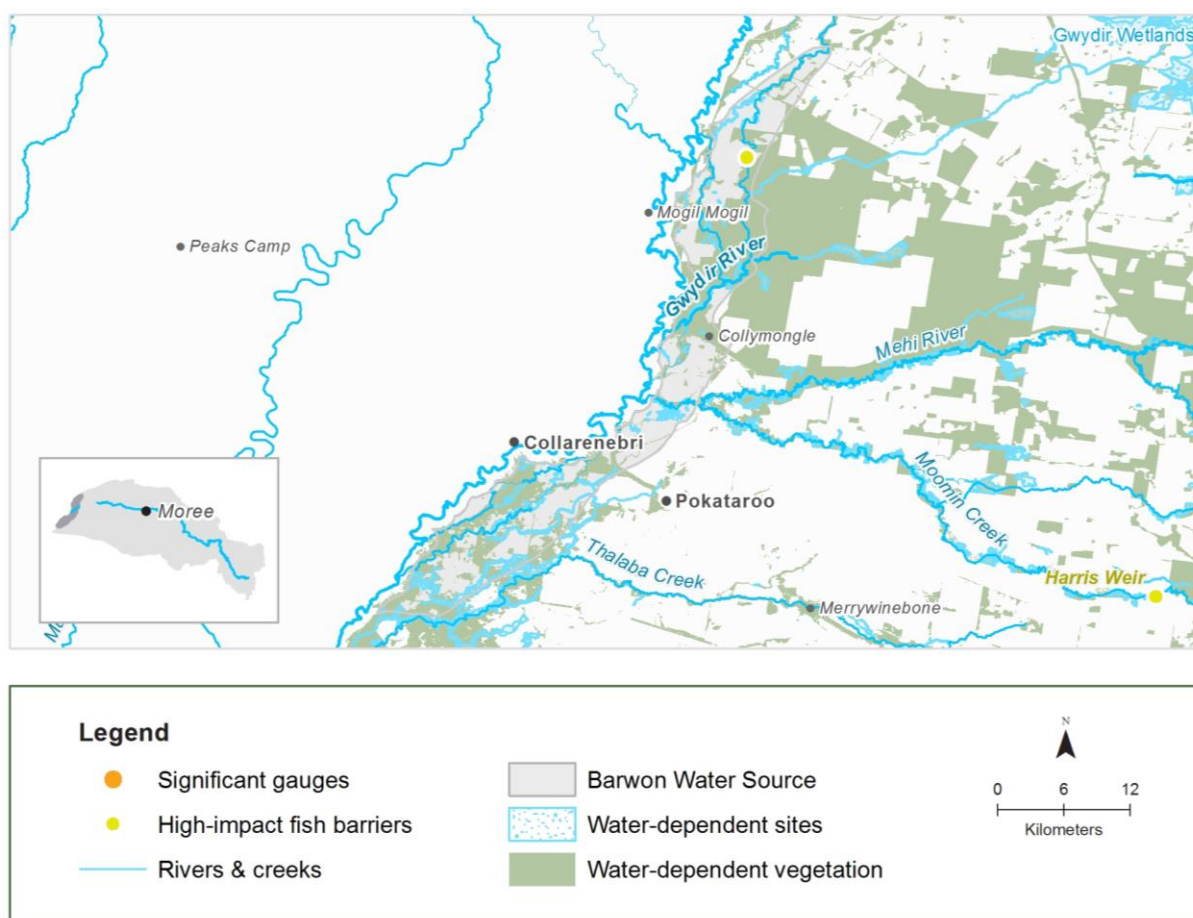 Gwydir Wetlands
Mogil Mogil
Peaks Camp
Gwydir River
Collymongle
Mehi River
Collarenebri
Pokataroo
Moomin Creek
Moree
Thalaba Creek
Harris Weir
Merrywinebone
Legend
Significant gauges
High-impact fish barriers
Rivers & creeks
Barwon Water Source
Water-dependent sites
Water-dependent vegetation
N
0 6 12
Kilometers